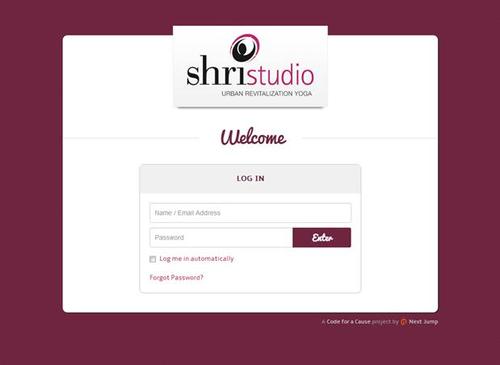 shristudio
URBAN REVITALIZATION YOGA
Welcome
LOG IN
Name / Email Address
Password
Enter
Log me in automatically
Forgot Password?
A Code for a Cause project by Next Jump